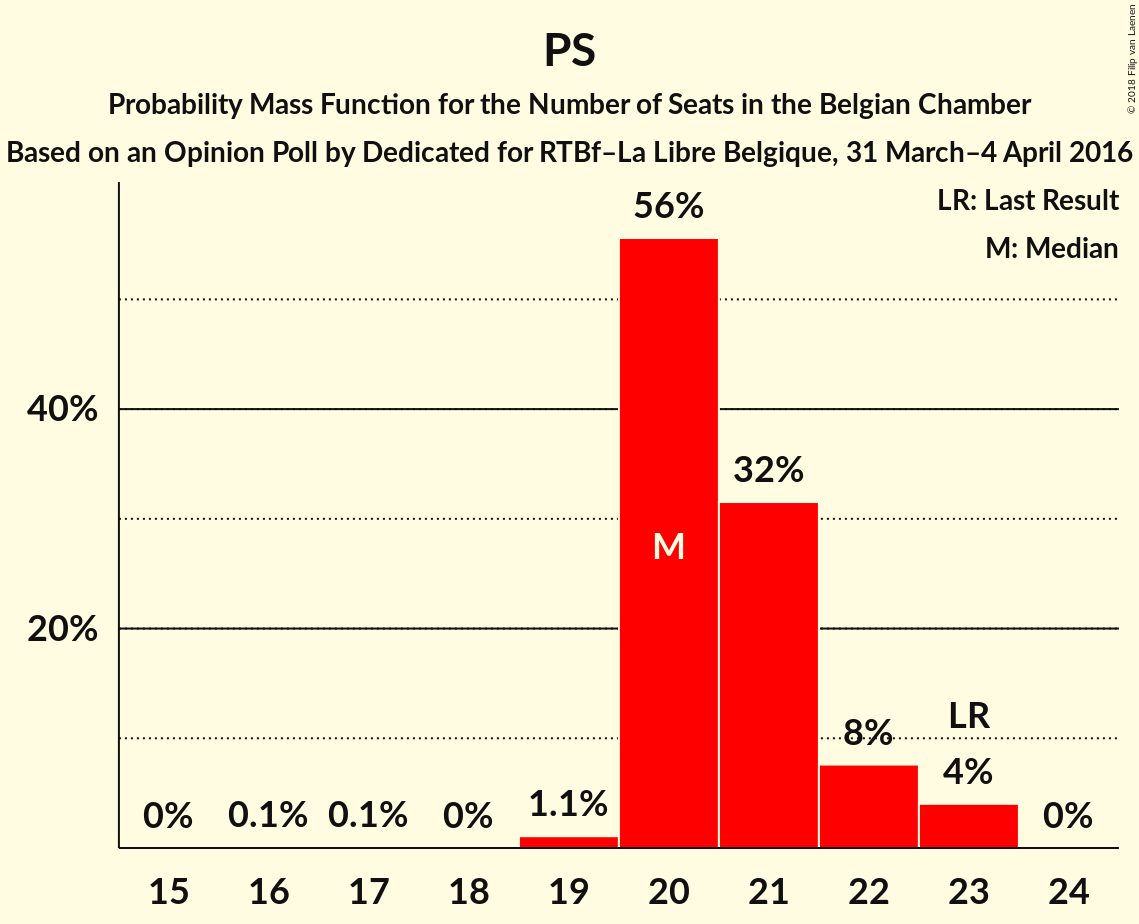 PS
Probability Mass Function for the Number of Seats in the Belgian Chamber
Based on an Opinion Poll by Dedicated for RTBf–La Libre Belgique, 31 March–4 April 2016
© 2018 Filip van Laenen
LR: Last Result
M: Median
56%
40%
32%
M
20%
LR
8%
4%
1.1%
0% 0.1% 0.1% 0% 0%
15 16 17 18 19 20 21 22 23 24